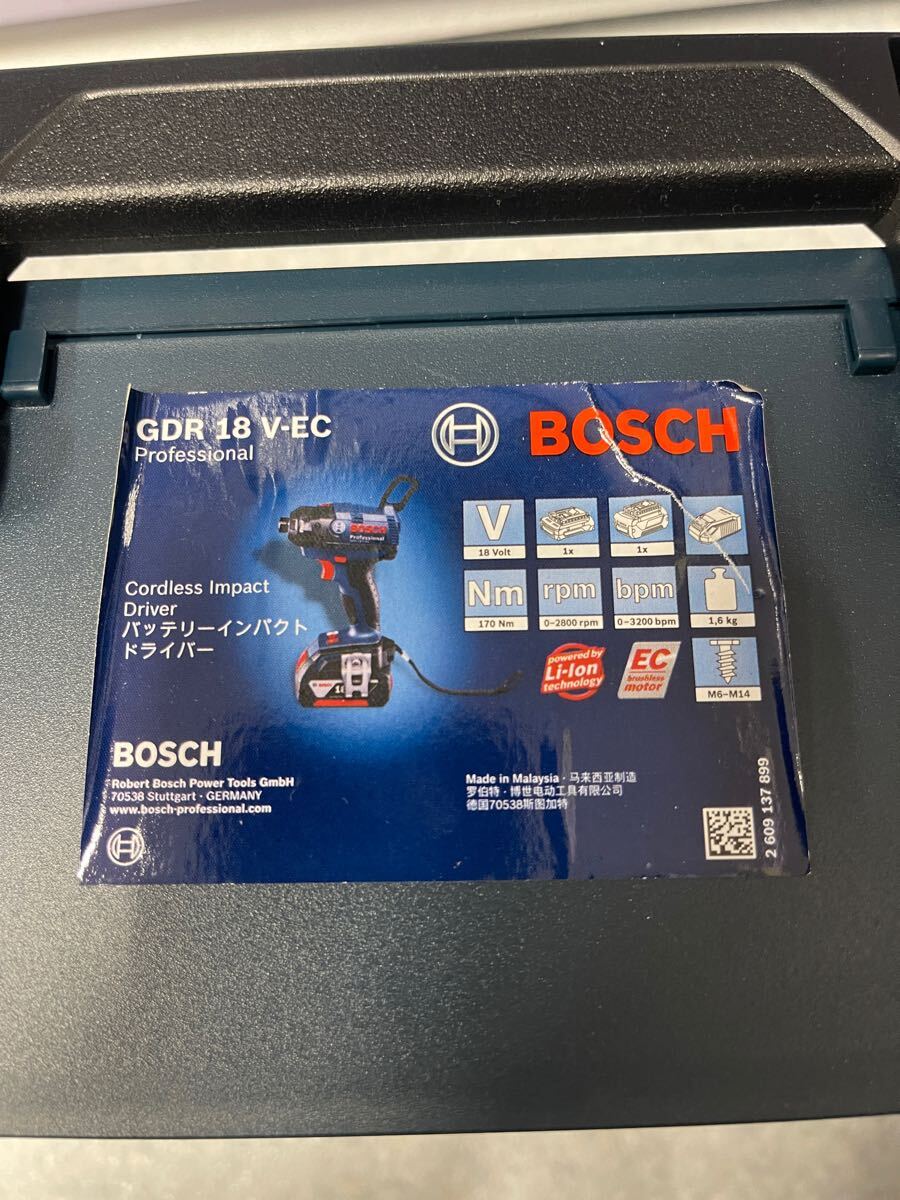 GDR 18 V-EC
Professional
BOSCH
BOSCH
Professional
V
18 Volt
1x
1x
Nm
170 Nm
rpm
0-2800 rpm
bpm
0-3200 bpm
1,6 kg
Cordless Impact
Driver
バッテリーインパクト
ドライバー
powered by
Li-Ion
technology
EC
brushless
motor
M6-M14
BOSCH
BOSCH
Robert Bosch Power Tools GmbH
70538 Stuttgart · GERMANY
www.bosch-professional.com
Made in Malaysia · 马来西亚制造
罗伯特 · 博世电动工具有限公司
德国70538斯图加特
2 609 137 899